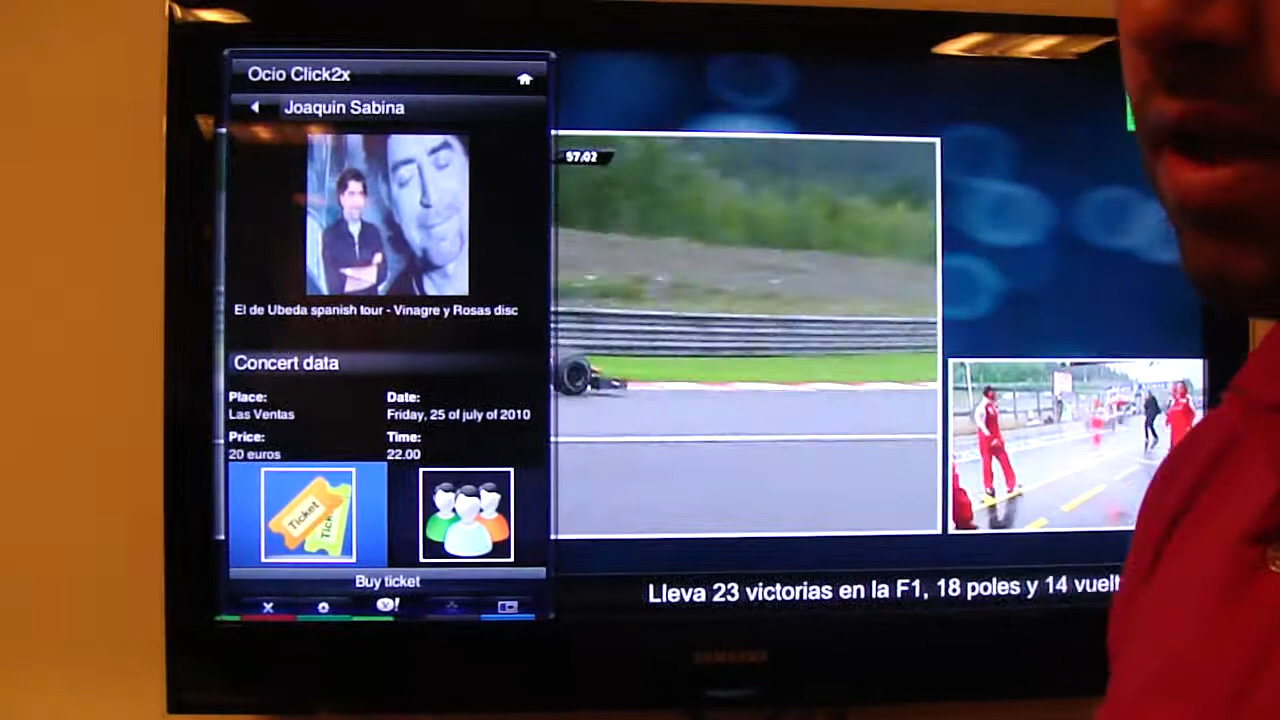 Ocio Click2x
Joaquin Sabina
El de Ubeda spanish tour - Vinagre y Rosas disc
Concert data
Place:
Las Ventas
Date:
Friday, 25 of july of 2010
Price:
20 euros
Time:
22.00
Ticket
Tick
Buy ticket
Y!
57.02
Lleva 23 victorias en la F1, 18 poles y 14 vuelt
SAMSUNG